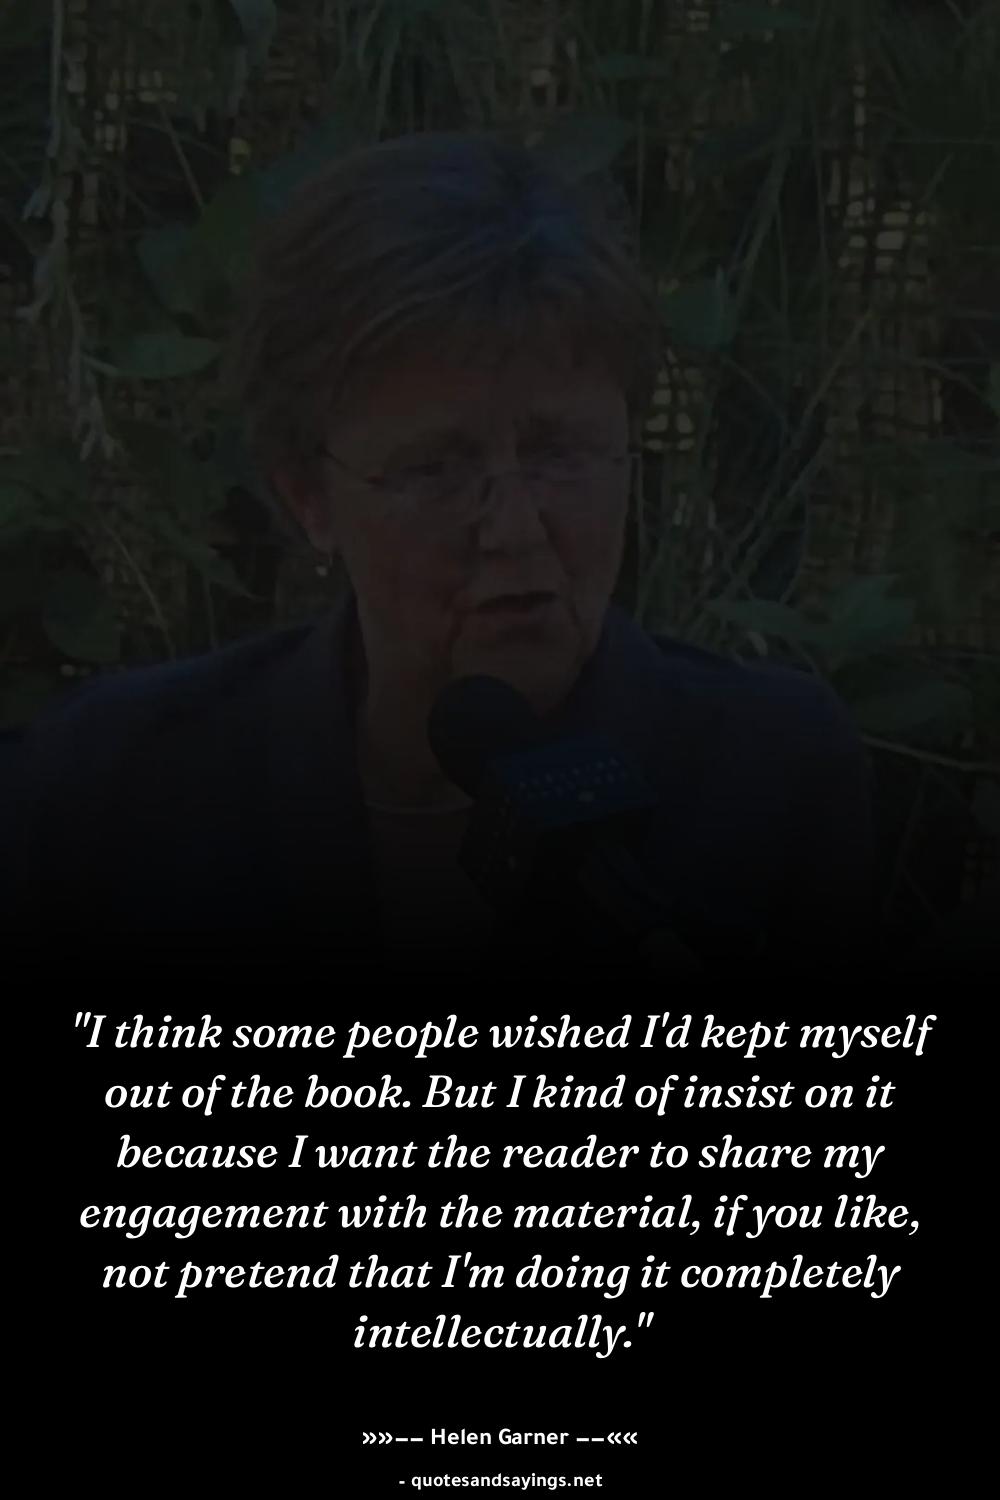 "I think some people wished I'd kept myself
out of the book. But I kind of insist on it
because I want the reader to share my
engagement with the material, if you like,
not pretend that I'm doing it completely
intellectually."
»»−− Helen Garner −−««
- quotesandsayings.net